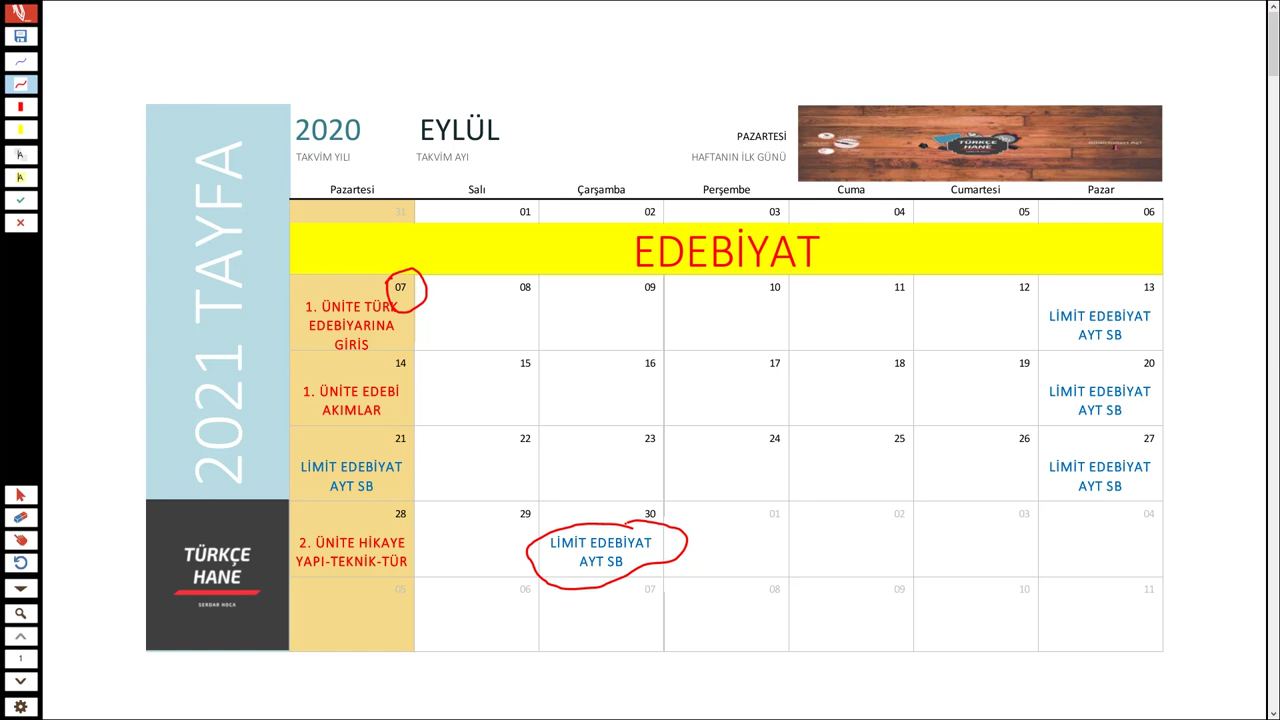 2020 EYLÜL
PAZARTESİ
TAKVİM YILI TAKVİM AYI HAFTANIN İLK GÜNÜ
TÜRKÇE
HANE
2021 TAYFA
Pazartesi Salı Çarşamba Perşembe Cuma Cumartesi Pazar
31 01 02 03 04 05 06
EDEBİYAT
07 08 09 10 11 12 13
1. ÜNİTE TÜRK
EDEBİYARINA
GİRİS
LİMİT EDEBİYAT
AYT SB
14 15 16 17 18 19 20
1. ÜNİTE EDEBİ
AKIMLAR
LİMİT EDEBİYAT
AYT SB
21 22 23 24 25 26 27
LİMİT EDEBİYAT
AYT SB
LİMİT EDEBİYAT
AYT SB
28 29 30 01 02 03 04
2. ÜNİTE HİKAYE
YAPI-TEKNİK-TÜR
LİMİT EDEBİYAT
AYT SB
05 06 07 08 09 10 11
TÜRKÇE
HANE
SERDAR HOCA
1